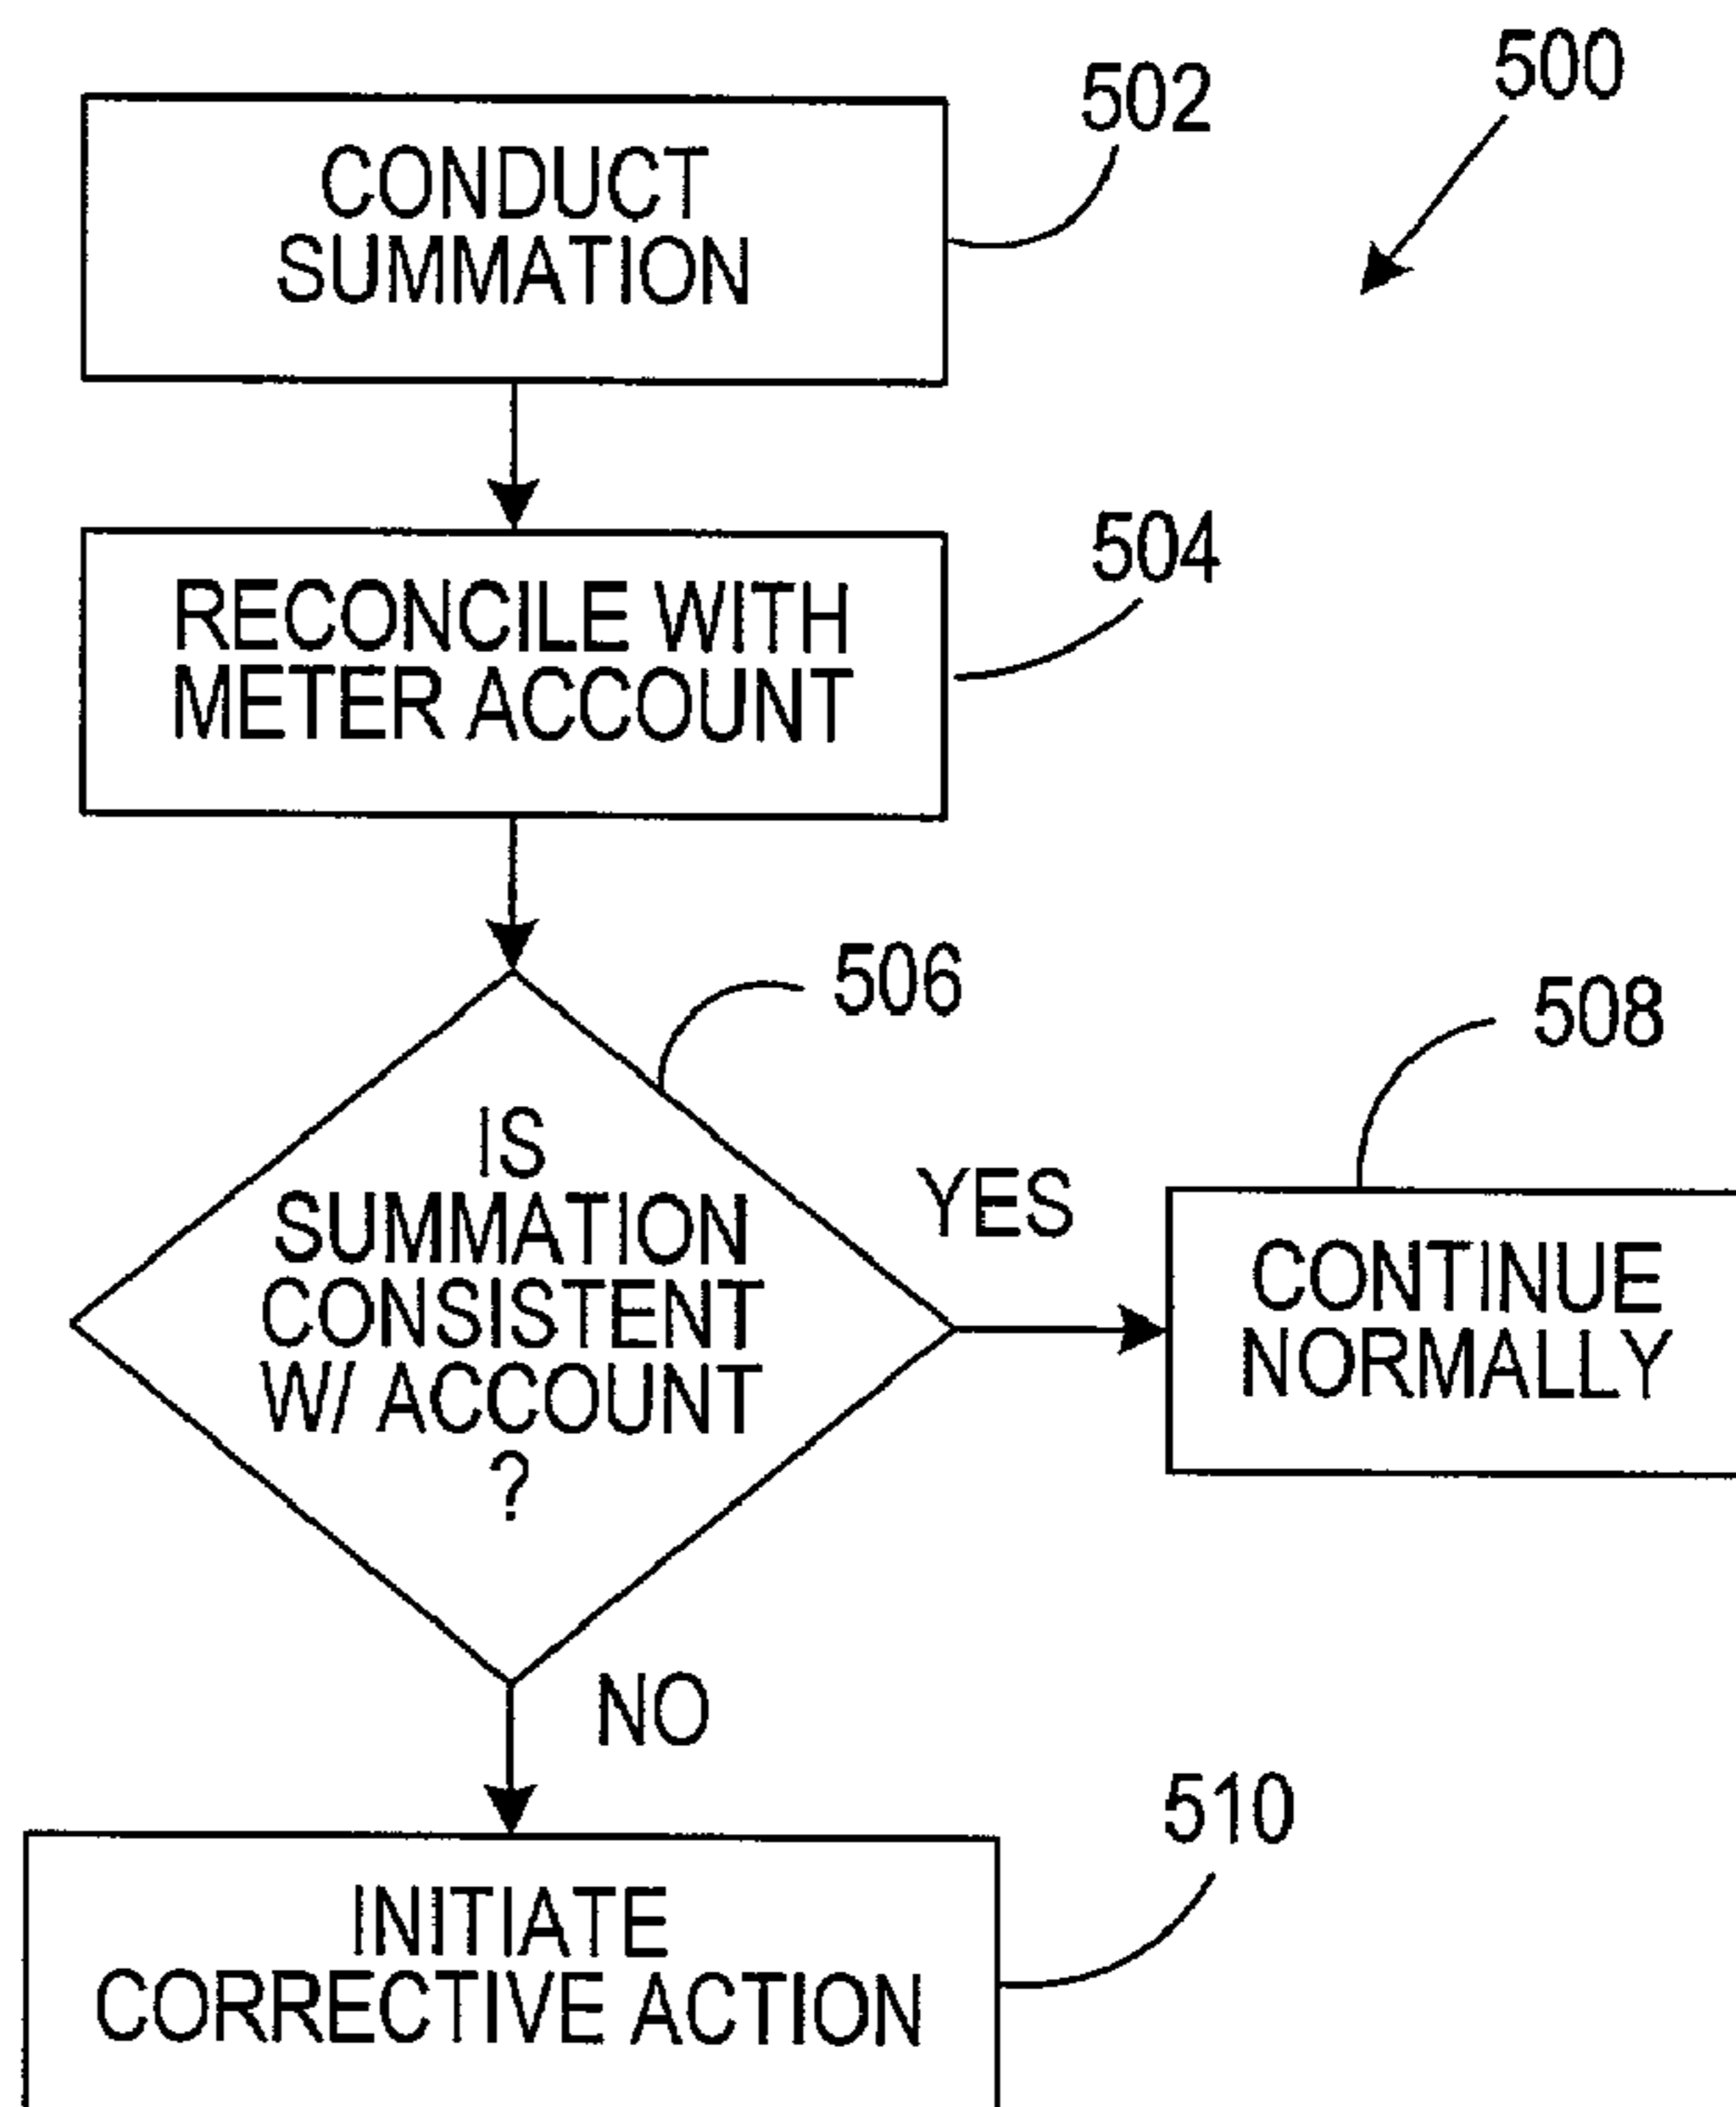 500
502
CONDUCT
SUMMATION
504
RECONCILE WITH
METER ACCOUNT
506
IS
SUMMATION
CONSISTENT
W/ ACCOUNT
?
YES
508
CONTINUE
NORMALLY
NO
510
INITIATE
CORRECTIVE ACTION